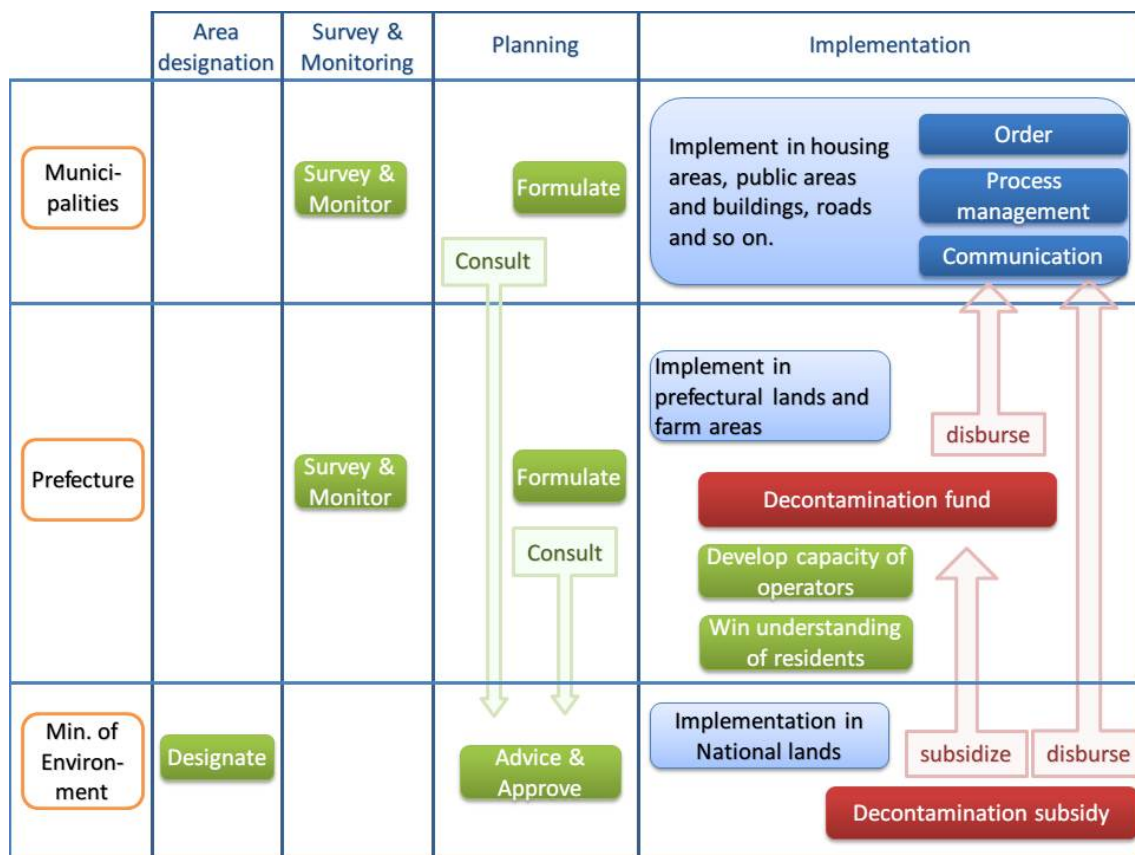 Area
designation
Survey &
Monitoring
Planning
Implementation
Munici-
palities
Survey &
Monitor
Formulate
Consult
Implement in housing
areas, public areas
and buildings, roads
and so on.
Order
Process
management
Communication
Prefecture
Survey &
Monitor
Formulate
Consult
Implement in
prefectural lands and
farm areas
disburse
Decontamination fund
Develop capacity of
operators
Win understanding
of residents
Min. of
Environ-
ment
Designate
Advice &
Approve
Implementation in
National lands
subsidize
disburse
Decontamination subsidy